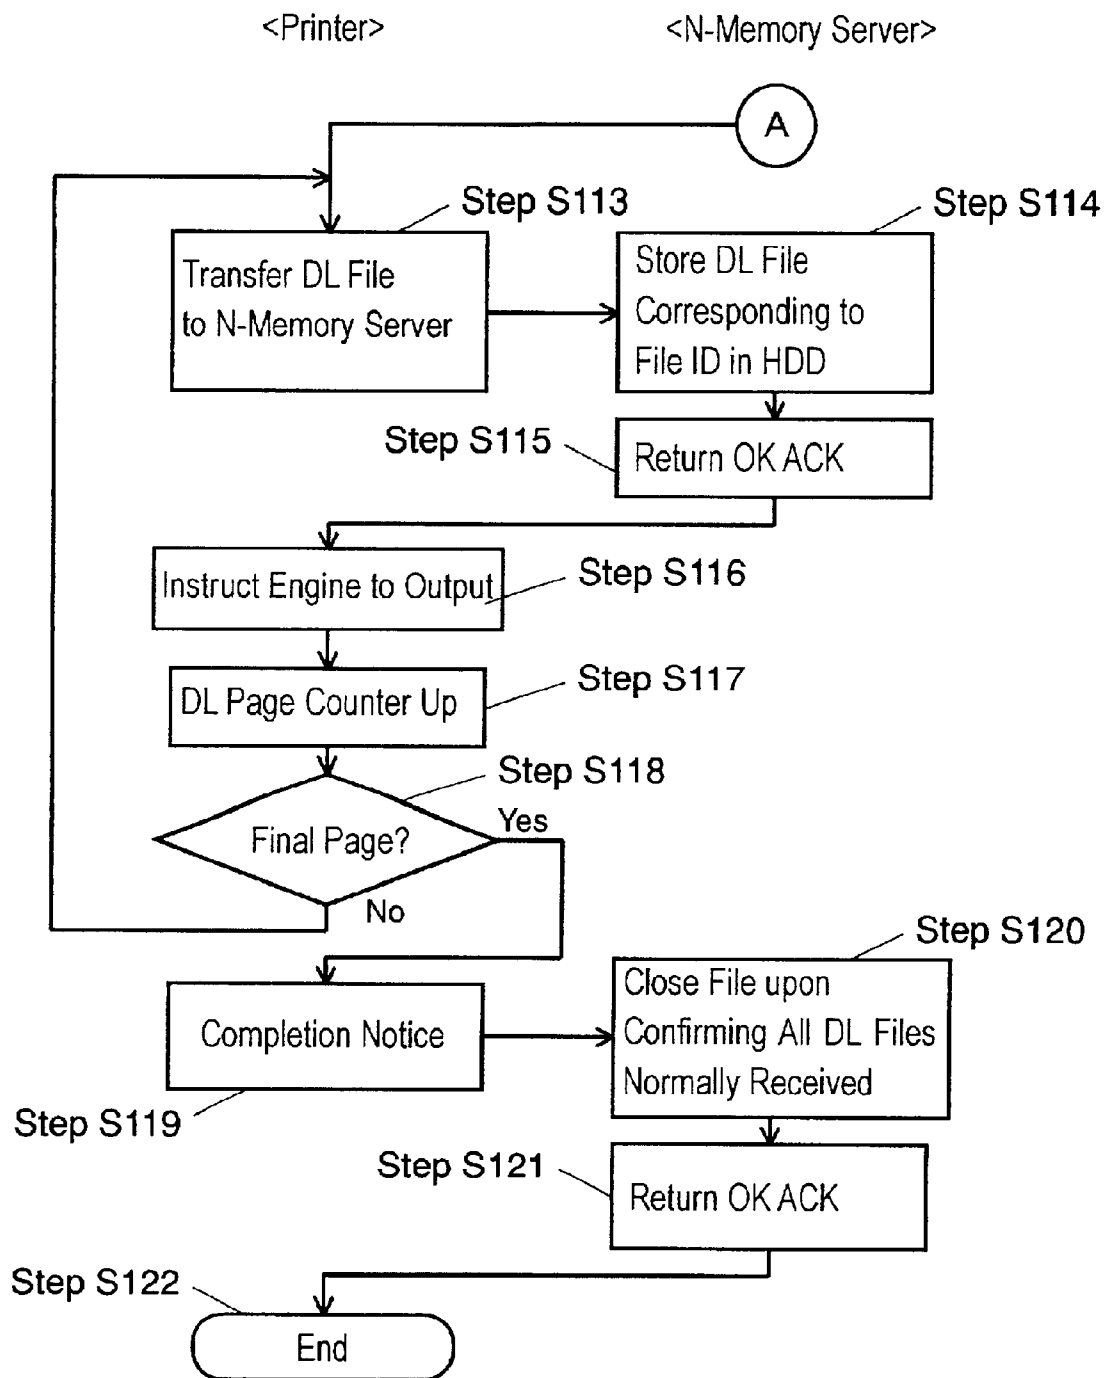 <Printer>
<N-Memory Server>
A
Step S113
Step S114
Transfer DL File
to N-Memory Server
Store DL File
Corresponding to
File ID in HDD
Step S115
Return OK ACK
Instruct Engine to Output
Step S116
DL Page Counter Up
Step S117
Step S118
Final Page?
Yes
No
Step S120
Completion Notice
Close File upon
Confirming All DL Files
Normally Received
Step S119
Step S121
Return OK ACK
Step S122
End